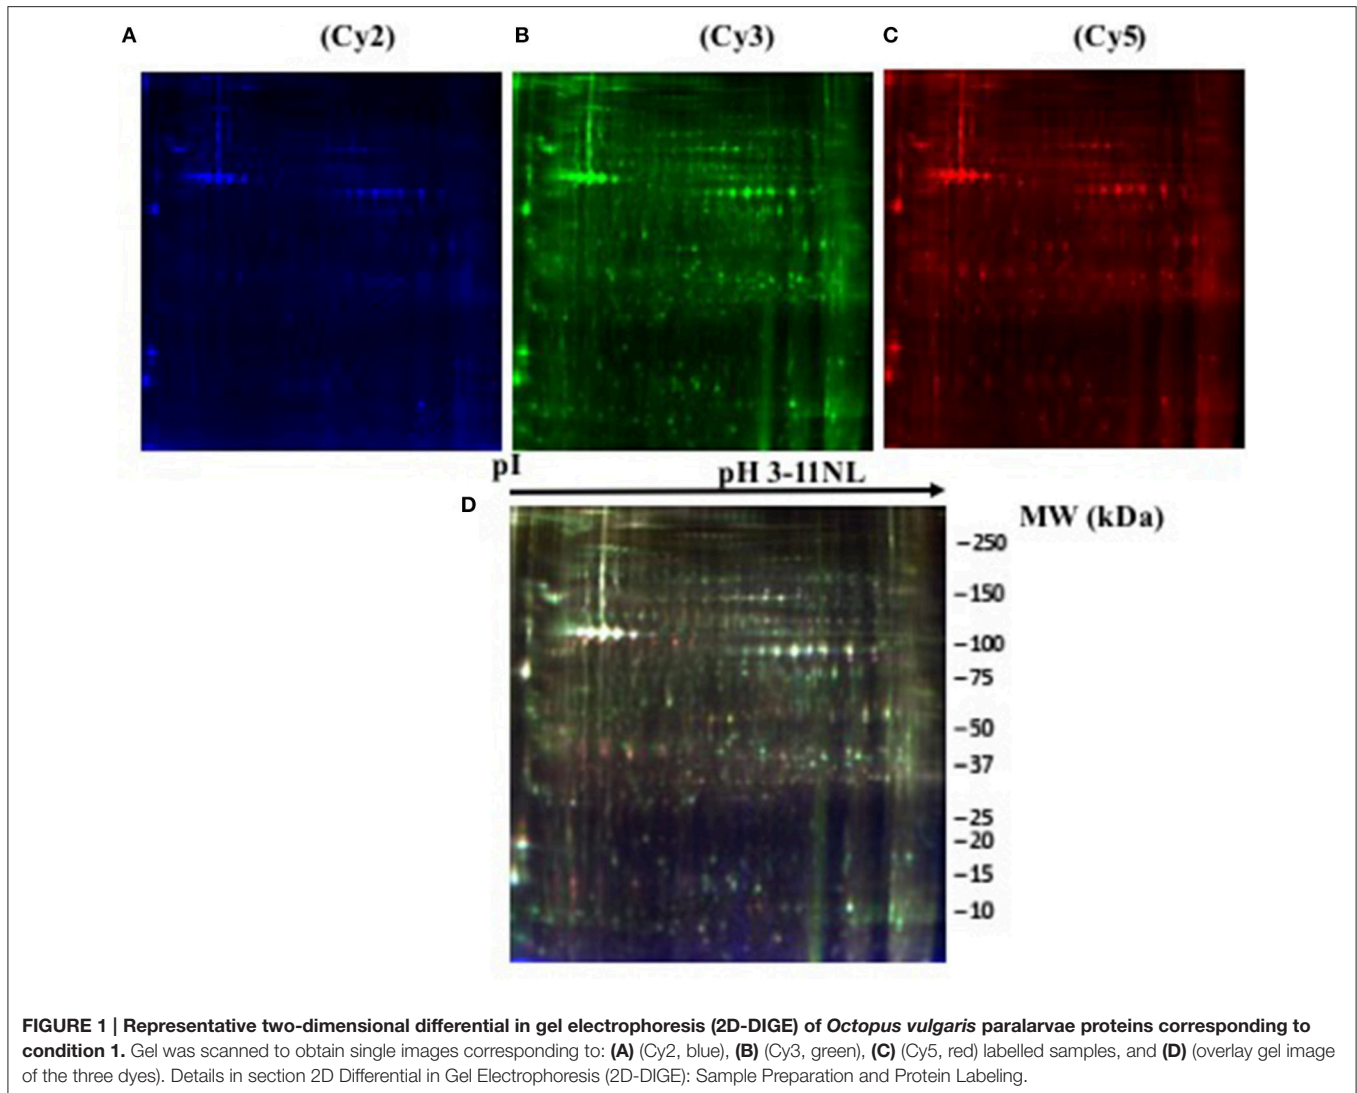 A (Cy2) B (Cy3) C (Cy5)
pI pH 3-11NL
D
MW (kDa)
–250
–150
–100
–75
–50
–37
–25
–20
–15
–10
FIGURE 1 | Representative two-dimensional differential in gel electrophoresis (2D-DIGE) of Octopus vulgaris paralarvae proteins corresponding to
condition 1. Gel was scanned to obtain single images corresponding to: (A) (Cy2, blue), (B) (Cy3, green), (C) (Cy5, red) labelled samples, and (D) (overlay gel image
of the three dyes). Details in section 2D Differential in Gel Electrophoresis (2D-DIGE): Sample Preparation and Protein Labeling.